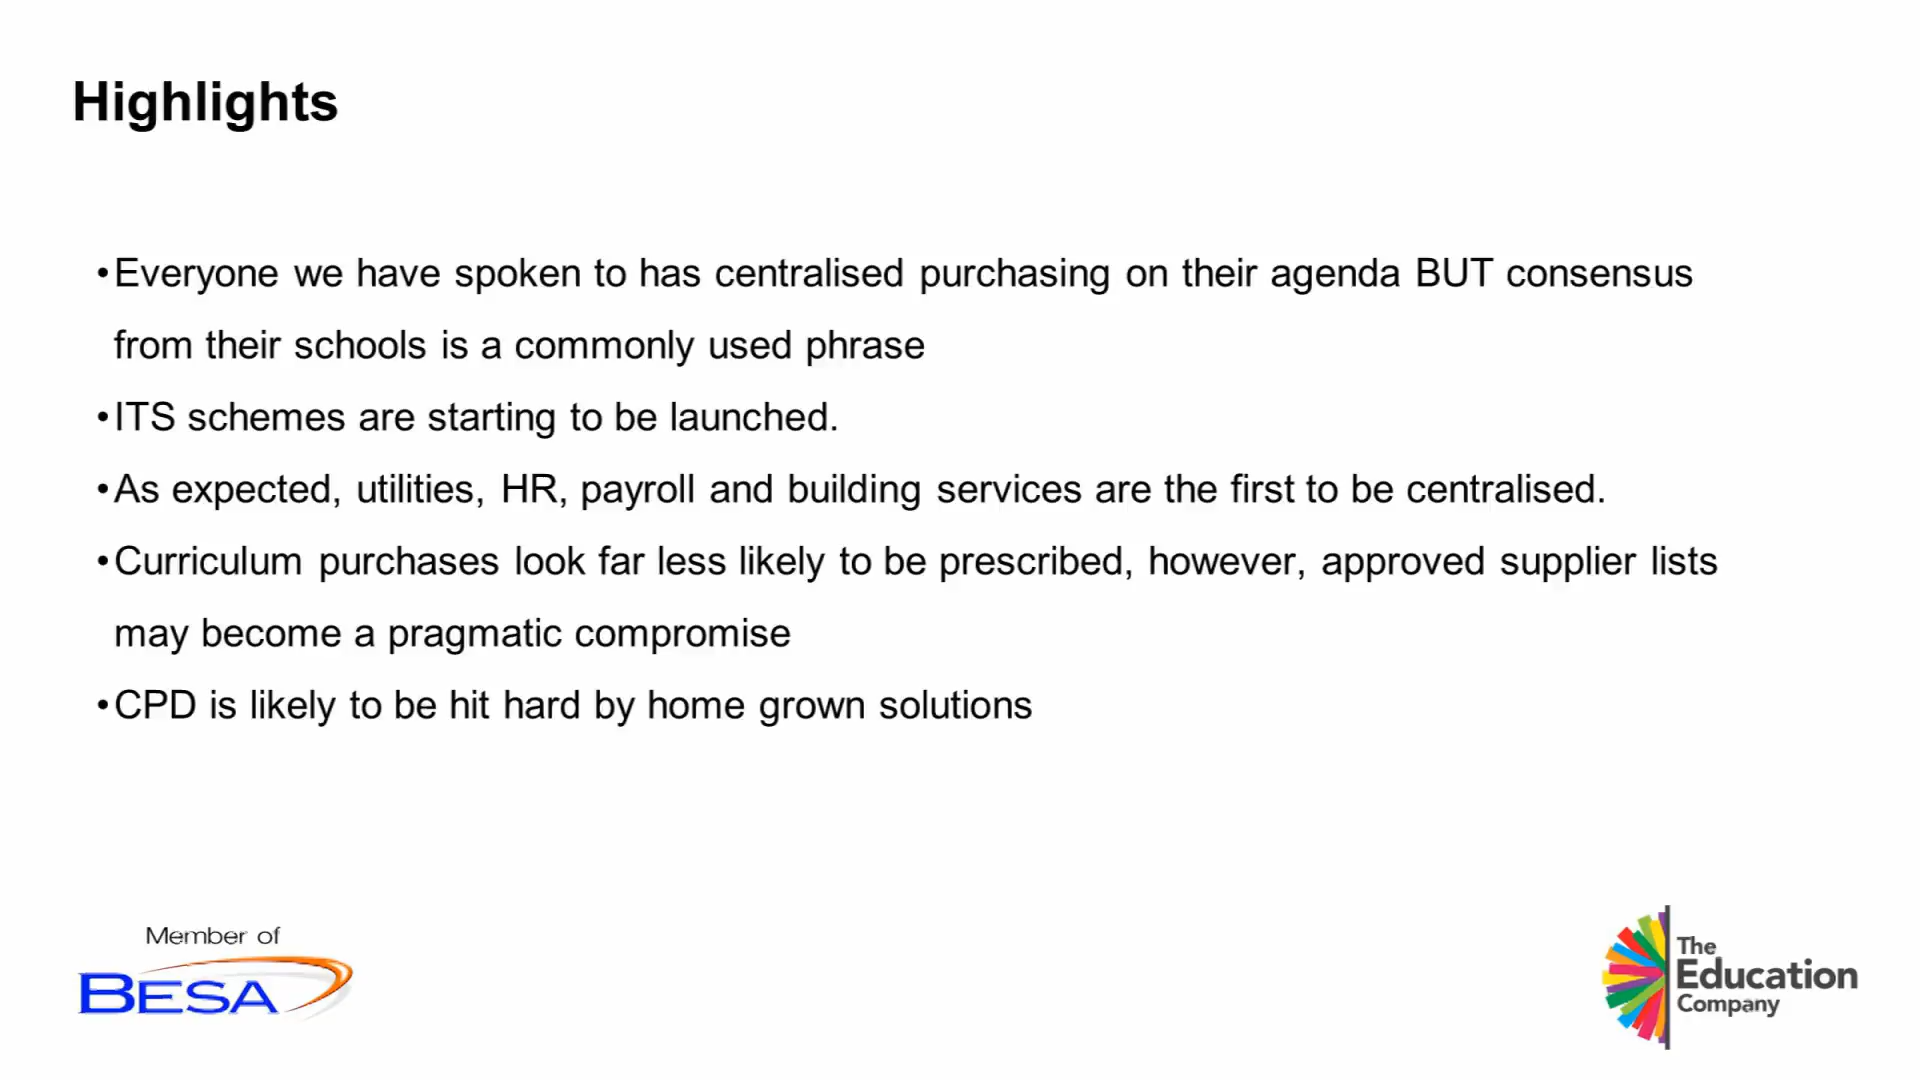 Highlights
•Everyone we have spoken to has centralised purchasing on their agenda BUT consensus
from their schools is a commonly used phrase
•ITS schemes are starting to be launched.
•As expected, utilities, HR, payroll and building services are the first to be centralised.
•Curriculum purchases look far less likely to be prescribed, however, approved supplier lists
may become a pragmatic compromise
•CPD is likely to be hit hard by home grown solutions
Member of
BESA
The
Education
Company